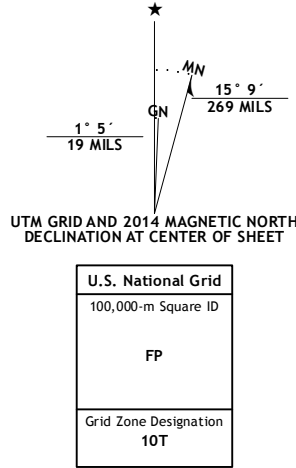 ★
MN
GN
15° 9´
269 MILS
1° 5´
19 MILS
UTM GRID AND 2014 MAGNETIC NORTH
DECLINATION AT CENTER OF SHEET
U.S. National Grid
100,000-m Square ID
FP
Grid Zone Designation
10T